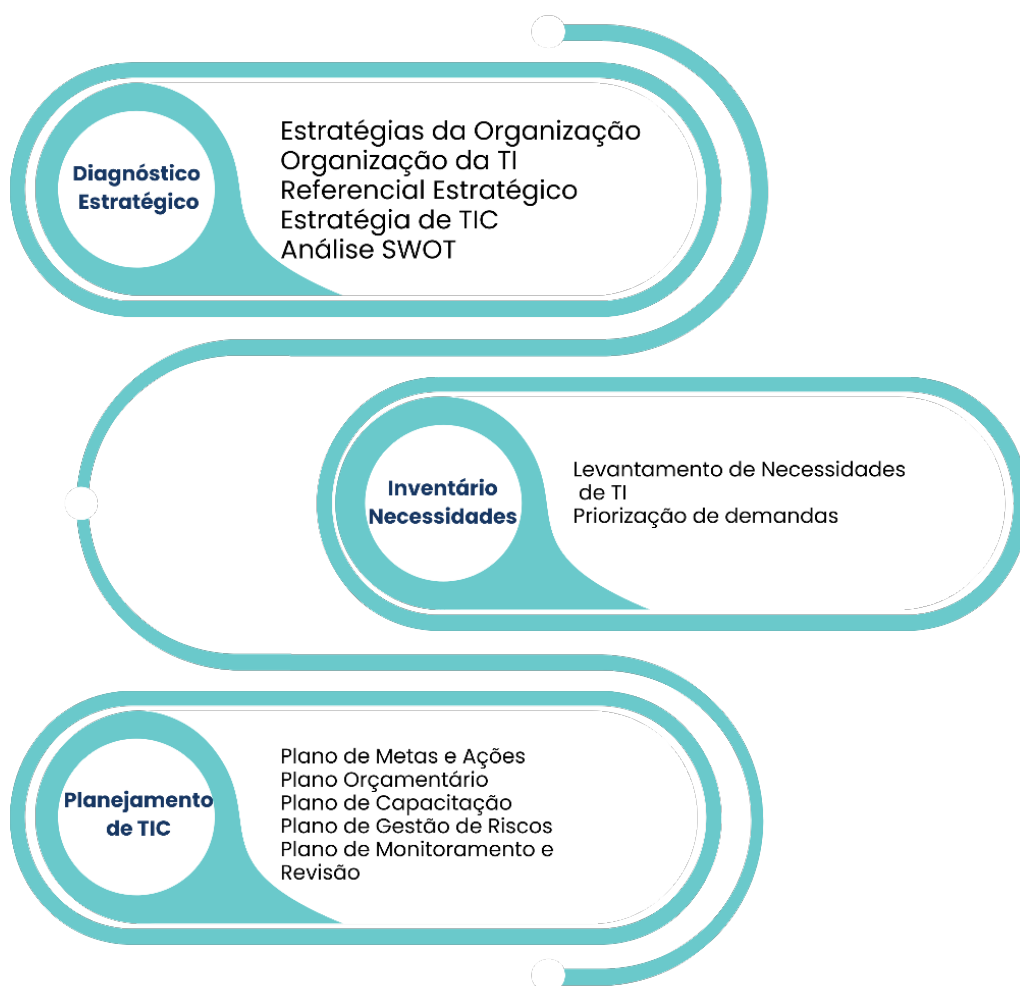 Diagnóstico
Estratégico
Estratégias da Organização
Organização da TI
Referencial Estratégico
Estratégia de TIC
Análise SWOT
Inventário
Necessidades
Levantamento de Necessidades
de TI
Priorização de demandas
Planejamento
de TIC
Plano de Metas e Ações
Plano Orçamentário
Plano de Capacitação
Plano de Gestão de Riscos
Plano de Monitoramento e
Revisão